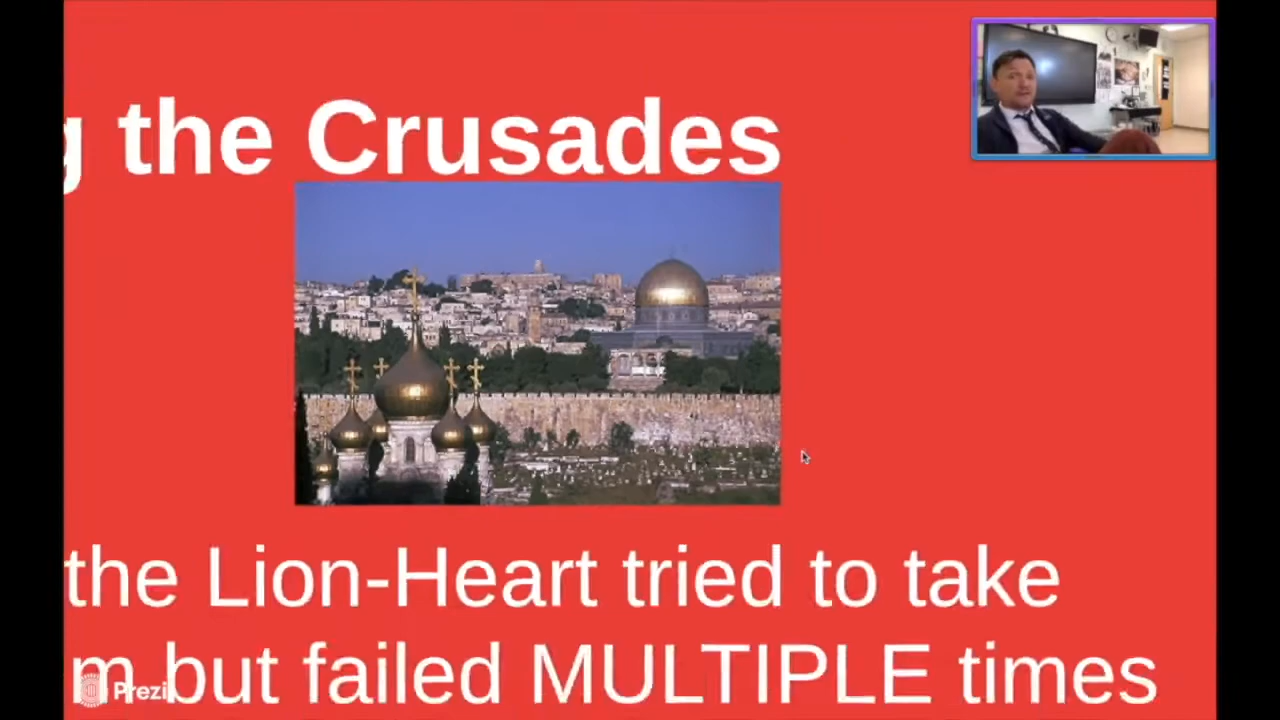 g the Crusades
the Lion-Heart tried to take
m but failed MULTIPLE times
Prezi